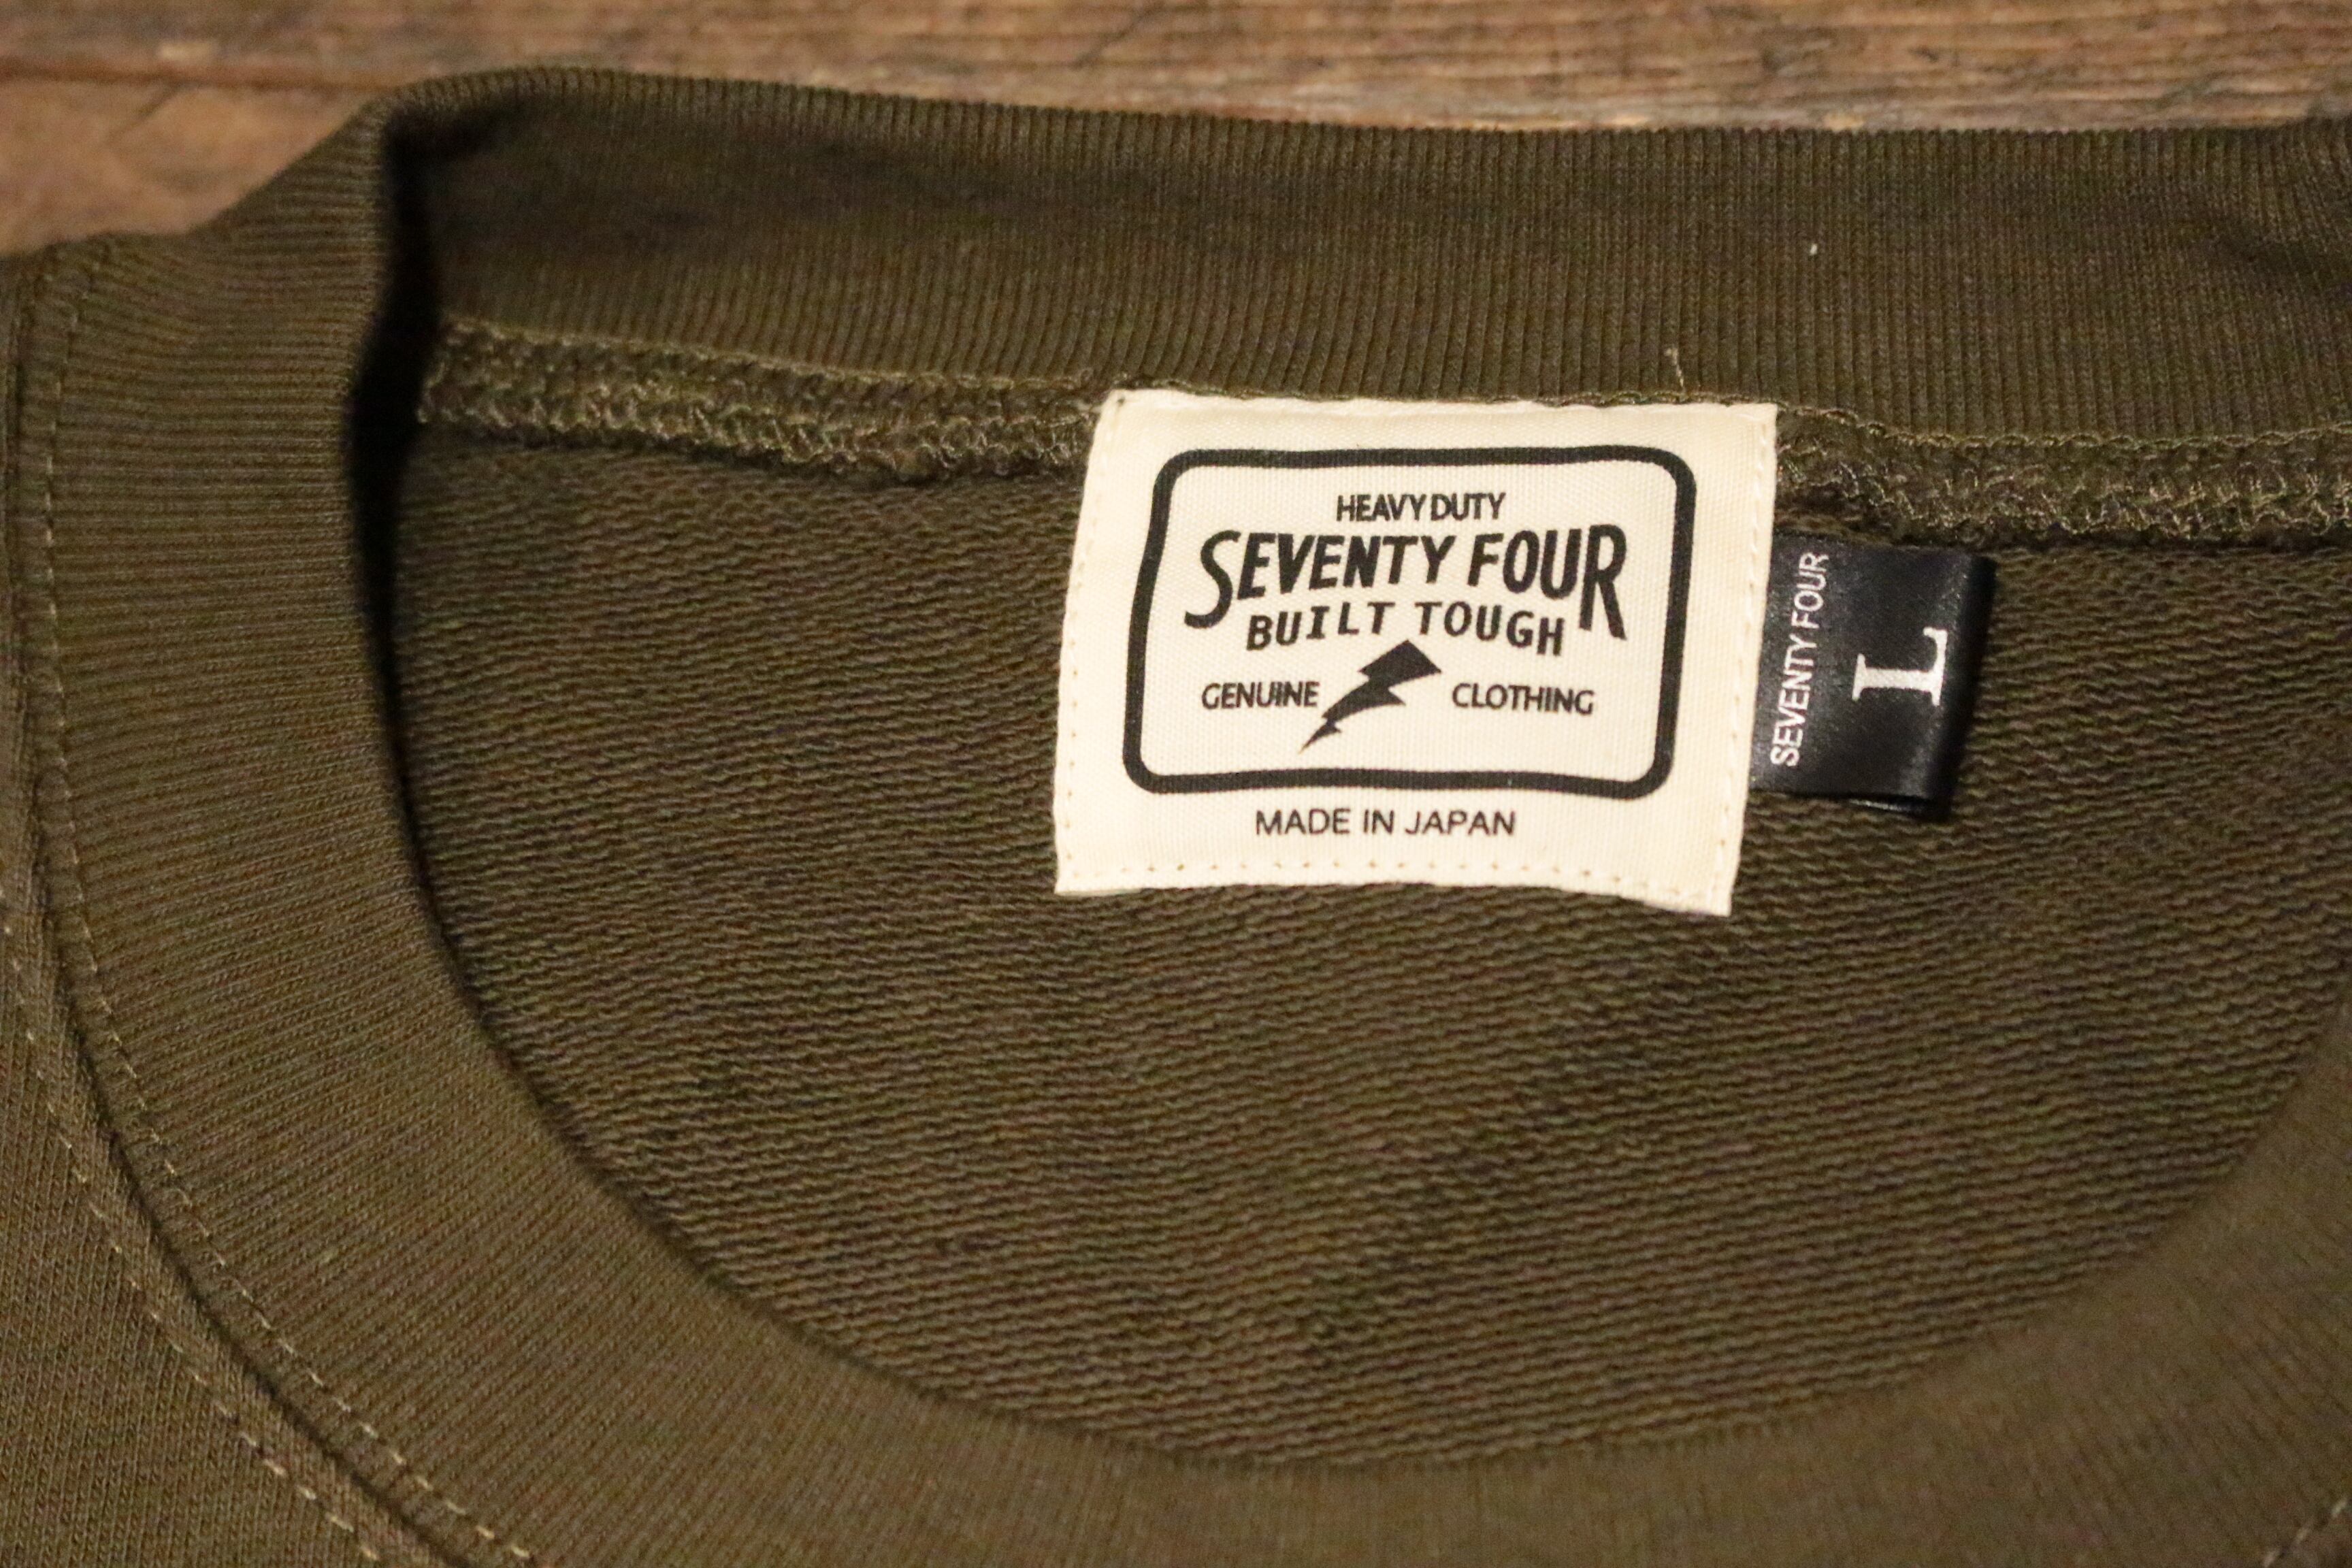 HEAVY DUTY
SEVENTY FOUR
BUILT TOUGH
GENUINE CLOTHING
MADE IN JAPAN
SEVENTY FOUR
L